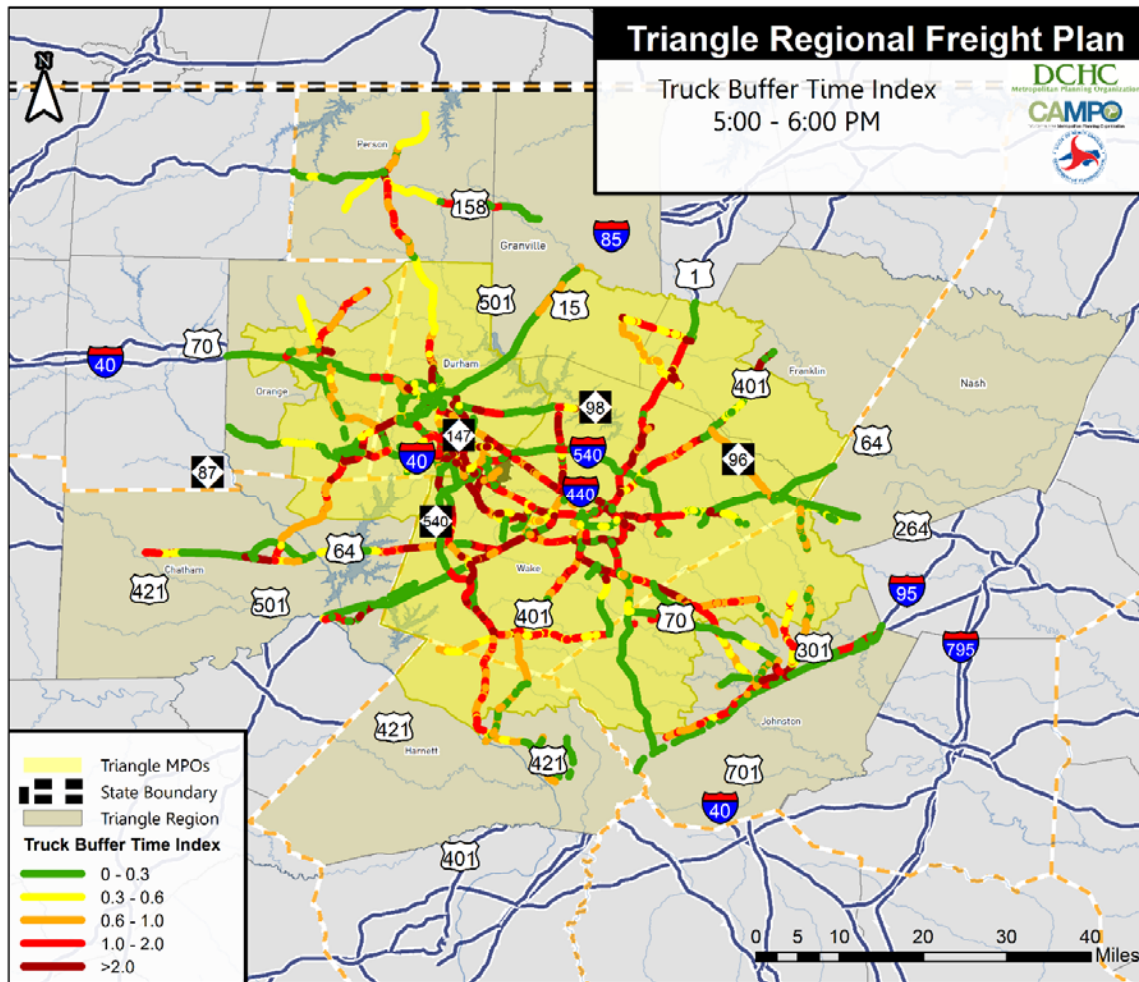 Triangle Regional Freight Plan
Truck Buffer Time Index
5:00 - 6:00 PM
DCHC
Metropolitan Planning Organization
CAMPO
N
Person
158
Granville
85
1
501
15
70
40
Durham
Orange
401
Franklin
Nash
98
147
540
64
87
40
96
440
540
264
64
Chatham
421
501
Wake
401
70
95
301
795
421
Harnett
421
Johnston
701
40
401
Triangle MPOs
State Boundary
Triangle Region
Truck Buffer Time Index
0 - 0.3
0.3 - 0.6
0.6 - 1.0
1.0 - 2.0
>2.0
0 5 10 20 30 40
Miles